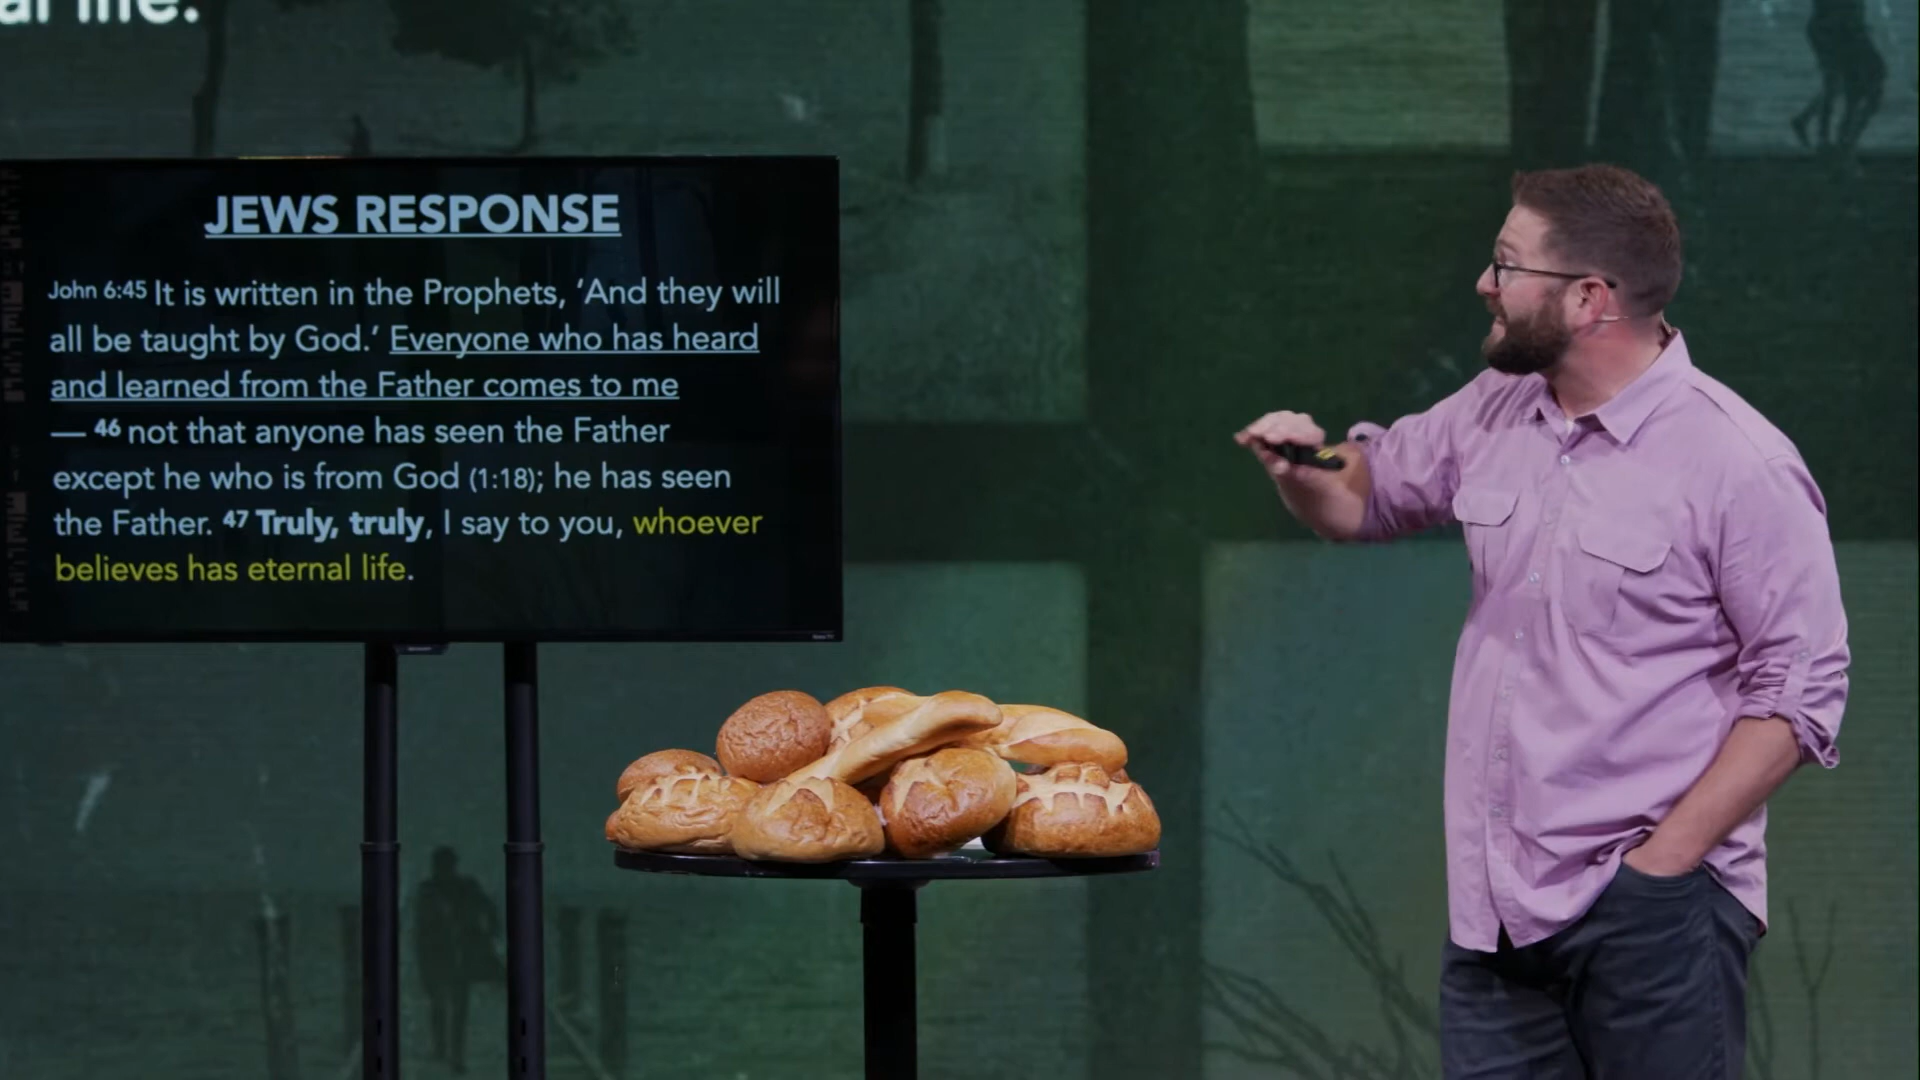 al life.
JEWS RESPONSE
John 6:45 It is written in the Prophets, ‘And they will
all be taught by God.’ Everyone who has heard
and learned from the Father comes to me
— 46 not that anyone has seen the Father
except he who is from God (1:18); he has seen
the Father. 47 Truly, truly, I say to you, whoever
believes has eternal life.